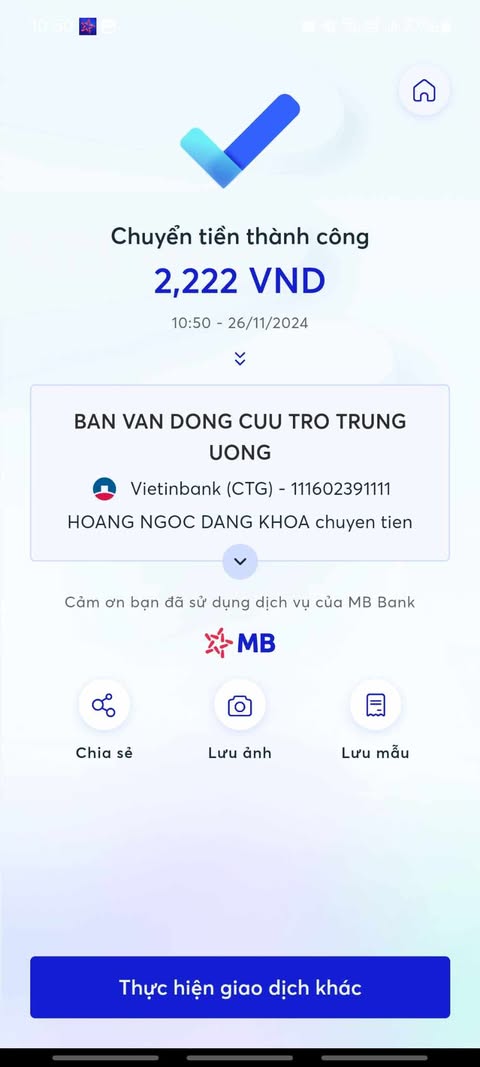 10:50
Chuyển tiền thành công
2,222 VND
10:50 - 26/11/2024
BAN VAN DONG CUU TRO TRUNG
UONG
Vietinbank (CTG) - 111602391111
HOANG NGOC DANG KHOA chuyen tien
Cảm ơn bạn đã sử dụng dịch vụ của MB Bank
MB
Chia sẻ
Lưu ảnh
Lưu mẫu
Thực hiện giao dịch khác